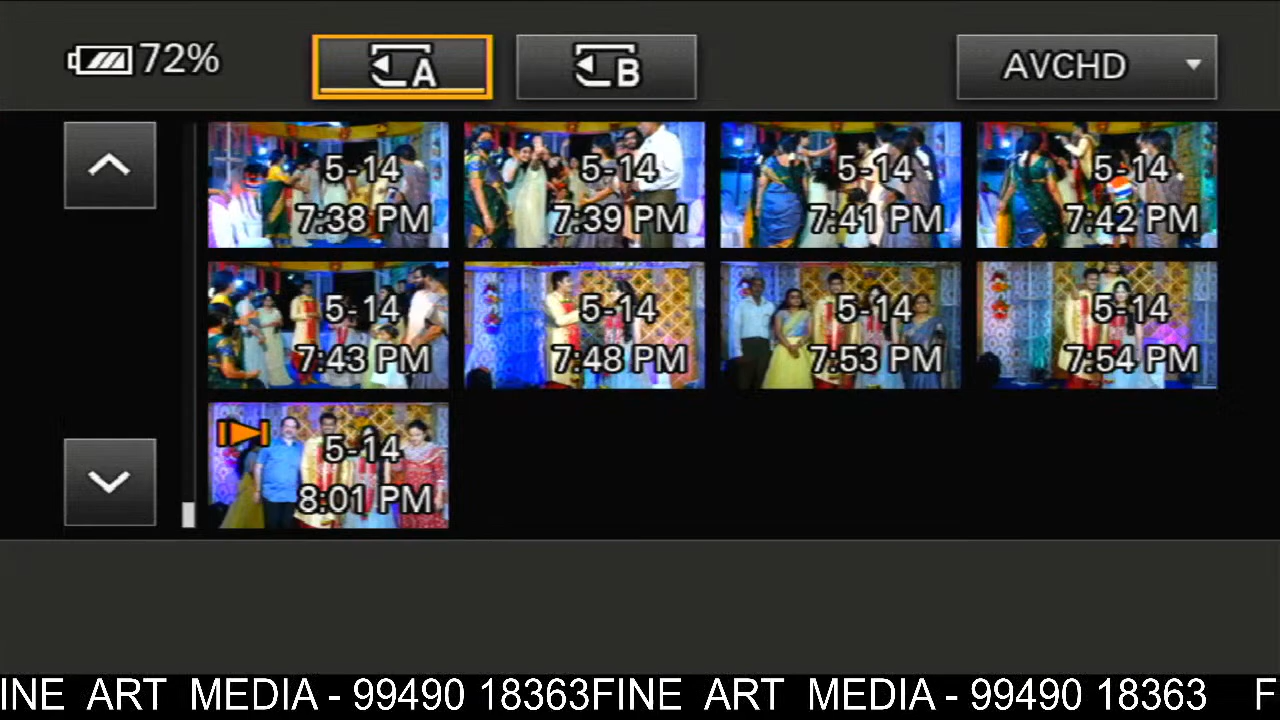 72% A B AVCHD
5-14 5-14 5-14 5-14
7:38 PM 7:39 PM 7:41 PM 7:42 PM
5-14 5-14 5-14 5-14
7:43 PM 7:48 PM 7:53 PM 7:54 PM
5-14
8:01 PM
INE ART MEDIA - 99490 18363FINE ART MEDIA - 99490 18363 F